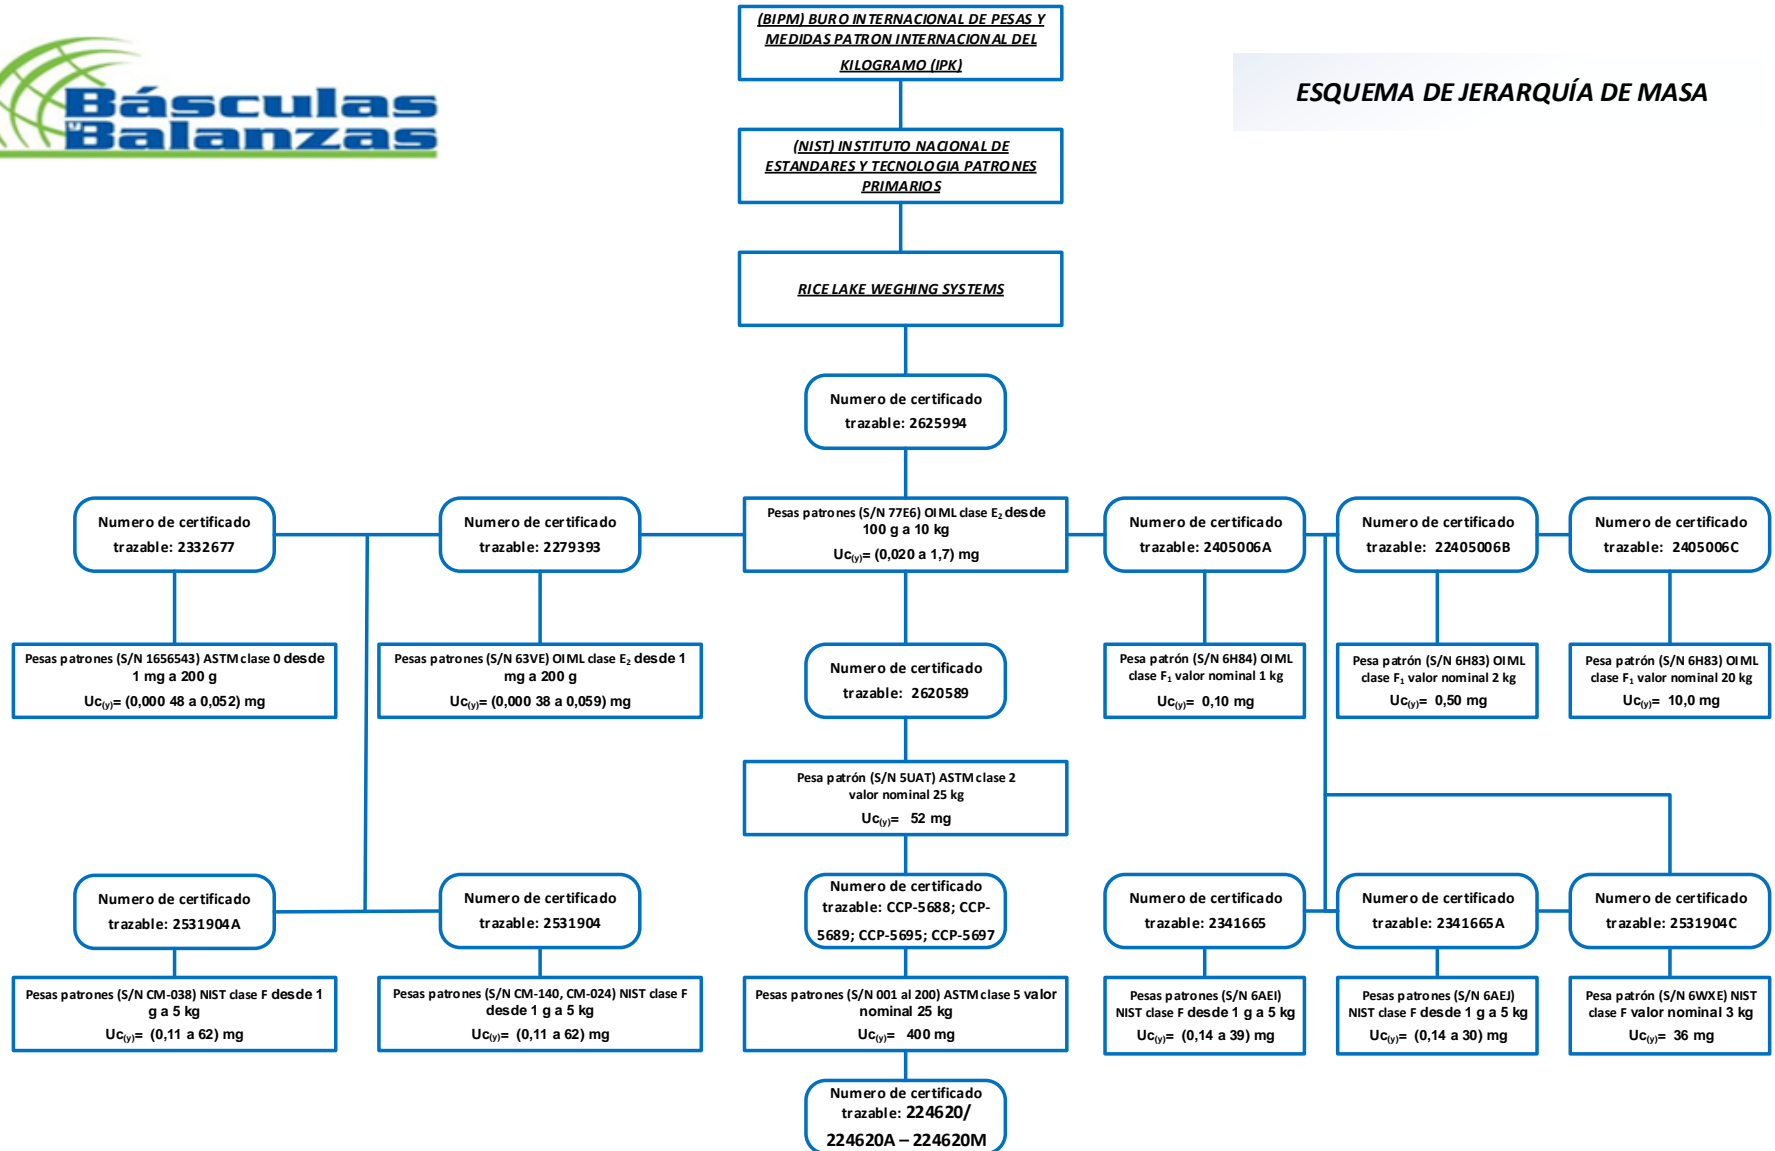 Básculas
y Balanzas
ESQUEMA DE JERARQUÍA DE MASA
(BIPM) BURO INTERNACIONAL DE PESAS Y
MEDIDAS PATRON INTERNACIONAL DEL
KILOGRAMO (IPK)
(NIST) INSTITUTO NACIONAL DE
ESTANDARES Y TECNOLOGIA PATRONES
PRIMARIOS
RICE LAKE WEGHING SYSTEMS
Numero de certificado
trazable: 2625994
Numero de certificado
trazable: 2332677
Numero de certificado
trazable: 2279393
Pesas patrones (S/N 77E6) OIML clase E₂ desde
100 g a 10 kg
Uc(y)= (0,020 a 1,7) mg
Numero de certificado
trazable: 2405006A
Numero de certificado
trazable: 22405006B
Numero de certificado
trazable: 2405006C
Pesas patrones (S/N 1656543) ASTM clase 0 desde
1 mg a 200 g
Uc(y)= (0,000 48 a 0,052) mg
Pesas patrones (S/N 63VE) OIML clase E₂ desde 1
mg a 200 g
Uc(y)= (0,000 38 a 0,059) mg
Numero de certificado
trazable: 2620589
Pesa patrón (S/N 6H84) OIML
clase F₁ valor nominal 1 kg
Uc(y)= 0,10 mg
Pesa patrón (S/N 6H83) OIML
clase F₁ valor nominal 2 kg
Uc(y)= 0,50 mg
Pesa patrón (S/N 6H83) OIML
clase F₁ valor nominal 20 kg
Uc(y)= 10,0 mg
Pesa patrón (S/N 5UAT) ASTM clase 2
valor nominal 25 kg
Uc(y)= 52 mg
Numero de certificado
trazable: 2531904A
Numero de certificado
trazable: 2531904
Numero de certificado
trazable: CCP-5688; CCP-
5689; CCP-5695; CCP-5697
Numero de certificado
trazable: 2341665
Numero de certificado
trazable: 2341665A
Numero de certificado
trazable: 2531904C
Pesas patrones (S/N CM-038) NIST clase F desde 1
g a 5 kg
Uc(y)= (0,11 a 62) mg
Pesas patrones (S/N CM-140, CM-024) NIST clase F
desde 1 g a 5 kg
Uc(y)= (0,11 a 62) mg
Pesas patrones (S/N 001 al 200) ASTM clase 5 valor
nominal 25 kg
Uc(y)= 400 mg
Pesas patrones (S/N 6AEI)
NIST clase F desde 1 g a 5 kg
Uc(y)= (0,14 a 39) mg
Pesas patrones (S/N 6AEJ)
NIST clase F desde 1 g a 5 kg
Uc(y)= (0,14 a 30) mg
Pesa patrón (S/N 6WXE) NIST
clase F valor nominal 3 kg
Uc(y)= 36 mg
Numero de certificado
trazable: 224620/
224620A – 224620M